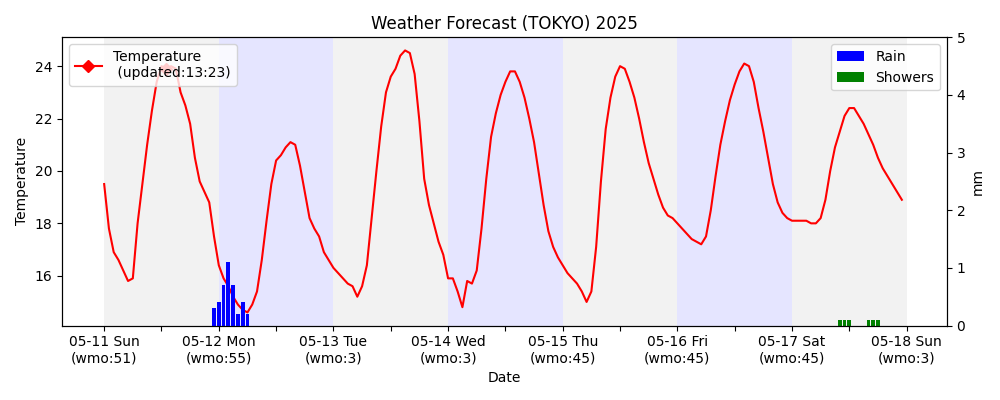 Weather Forecast (TOKYO) 2025
Temperature
(updated:13:23)
Rain
Showers
Temperature
24
22
20
18
16
5
4
3
2
1
0
mm
05-11 Sun
(wmo:51)
05-12 Mon
(wmo:55)
05-13 Tue
(wmo:3)
05-14 Wed
(wmo:3)
05-15 Thu
(wmo:45)
05-16 Fri
(wmo:45)
05-17 Sat
(wmo:45)
05-18 Sun
(wmo:3)
Date